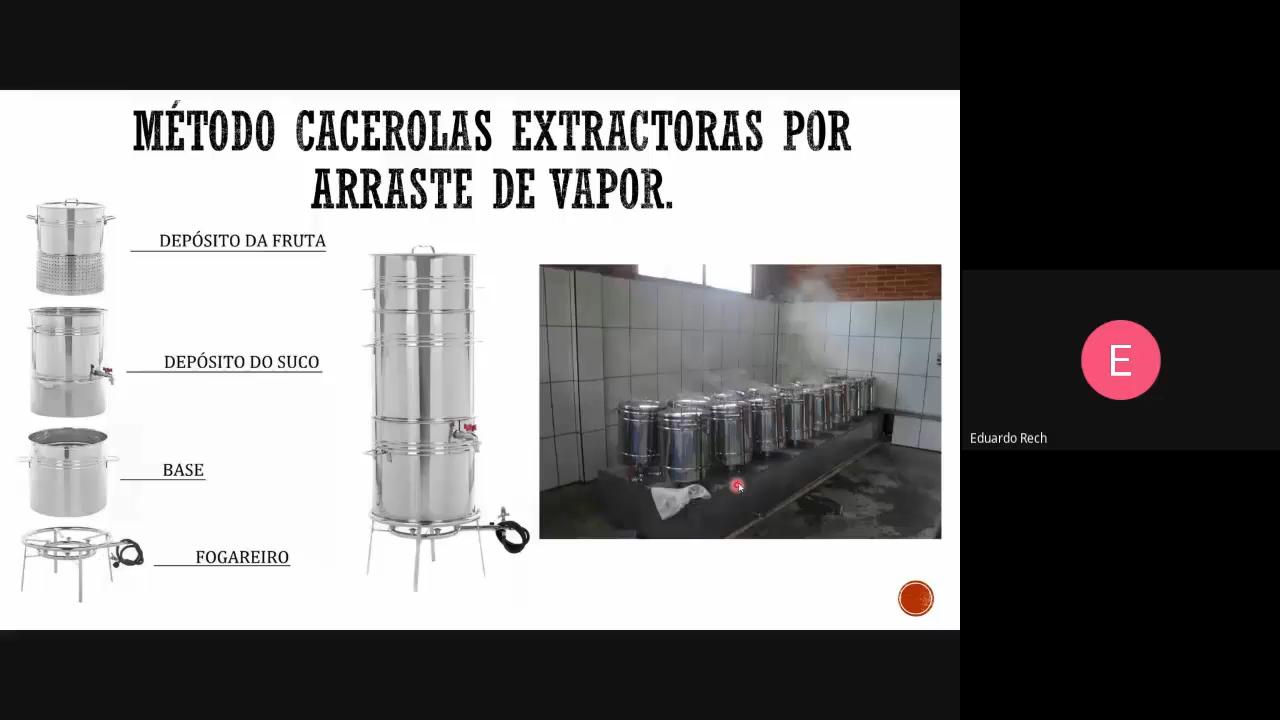 MÉTODO CACEROLAS EXTRACTORAS POR
ARRASTE DE VAPOR.
DEPÓSITO DA FRUTA
DEPÓSITO DO SUCO
BASE
FOGAREIRO
E
Eduardo Rech